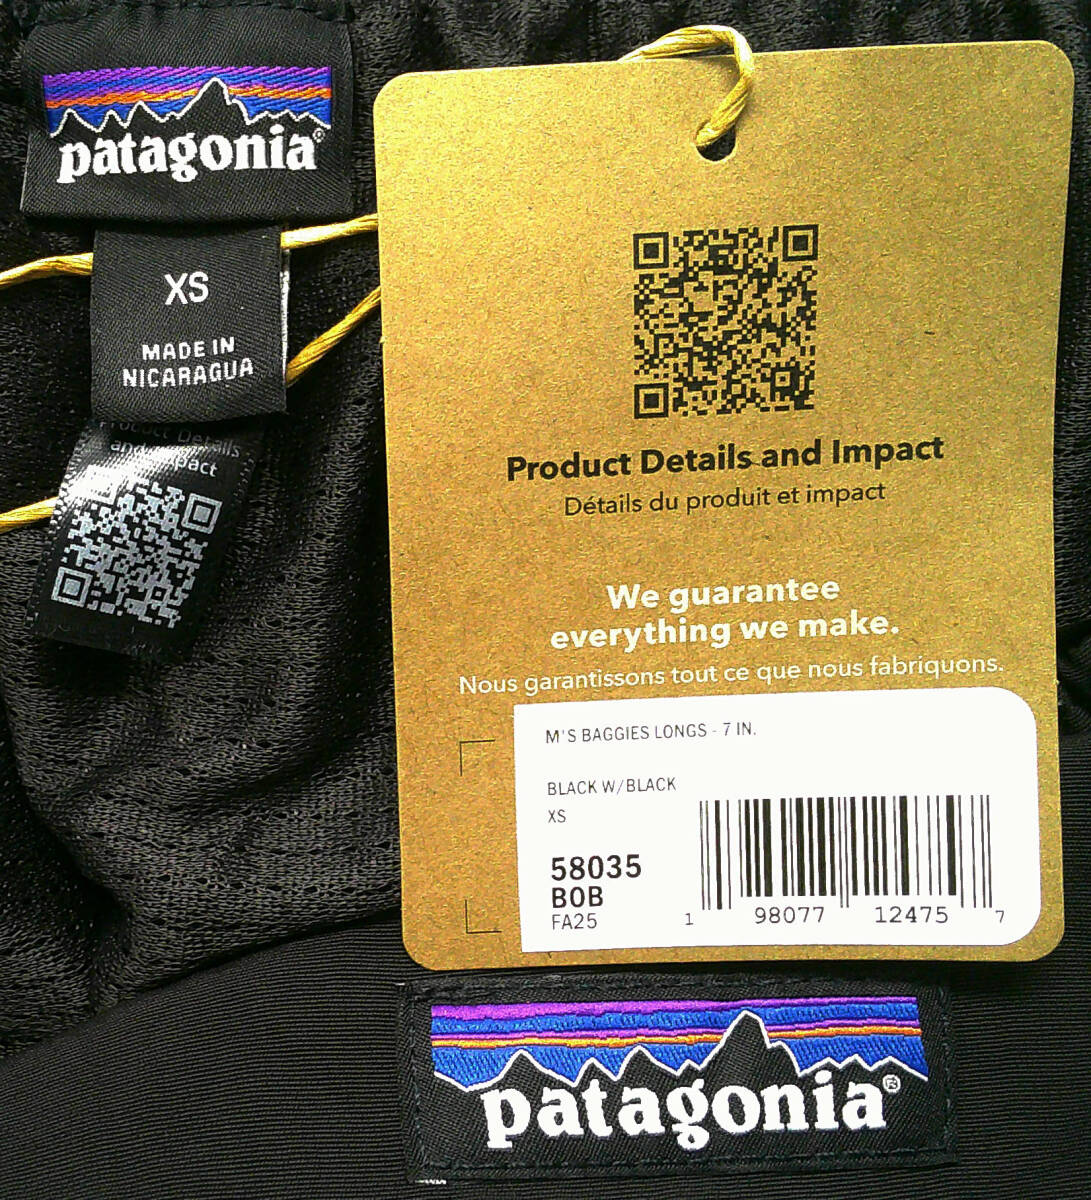 patagonia®
XS
MADE IN
NICARAGUA
Product Details
and Impact
Product Details and Impact
Détails du produit et impact
We guarantee
everything we make.
Nous garantissons tout ce que nous fabriquons.
M'S BAGGIES LONGS - 7 IN.
BLACK W/BLACK
XS
58035
BOB
FA25
1 98077 12475 7
patagonia®